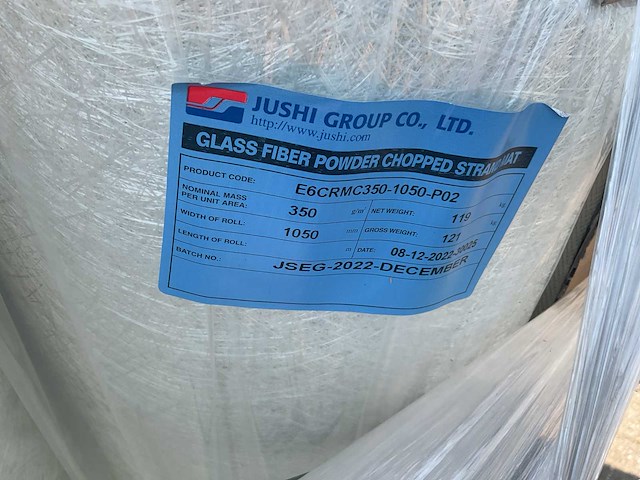 JUSHI GROUP CO., LTD.
http://www.jushi.com
GLASS FIBER POWDER CHOPPED STRAND MAT
PRODUCT CODE: E6CRMC350-1050-P02
NOMINAL MASS
PER UNIT AREA: 350 g/m² NET WEIGHT: 119 kg
WIDTH OF ROLL: 1050 mm GROSS WEIGHT: 121 kg
LENGTH OF ROLL: m DATE: 08-12-2022-30026
BATCH NO.: JSEG-2022-DECEMBER